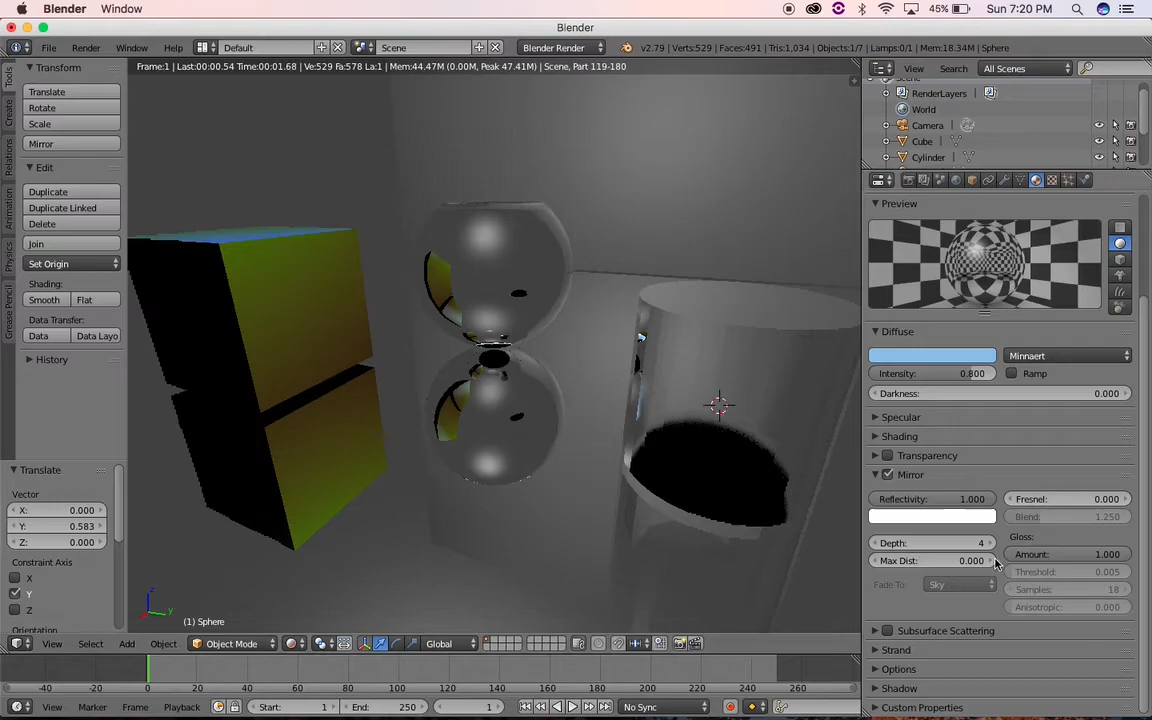 Blender Window 45% Sun 7:20 PM
Blender
File Render Window Help Default Scene Blender Render v2.79 | Verts:529 | Faces:491 | Tris:1,034 | Objects:1/7 | Lamps:0/1 | Mem:18.34M | Sphere
Frame:1 | Last:00:00.54 Time:00:01.68 | Ve:529 Fa:578 La:1 | Mem:44.47M (0.00M, Peak 47.41M) | Scene, Part 119-180
Tools
Create
Relations
Animation
Physics
Grease Pencil
Transform
Translate
Rotate
Scale
Mirror
Edit
Duplicate
Duplicate Linked
Delete
Join
Set Origin
Shading:
Smooth Flat
Data Transfer:
Data Data Layo
History
Translate
Vector
X: 0.000
Y: 0.583
Z: 0.000
Constraint Axis
X
Y
Z
Orientation
z
y
(1) Sphere
View Select Add Object Object Mode Global
-40 -20 0 20 40 60 80 100 120 140 160 180 200 220 240 260
View Marker Frame Playback Start: 1 End: 250 1 No Sync
View Search All Scenes
Scene
RenderLayers
World
Camera
Cube
Cylinder
Preview
Diffuse
Minnaert
Intensity: 0.800 Ramp
Darkness: 0.000
Specular
Shading
Transparency
Mirror
Reflectivity: 1.000 Fresnel: 0.000
Blend: 1.250
Depth: 4 Gloss:
Max Dist: 0.000 Amount: 1.000
Threshold: 0.005
Fade To: Sky Samples: 18
Anisotropic: 0.000
Subsurface Scattering
Strand
Options
Shadow
Custom Properties